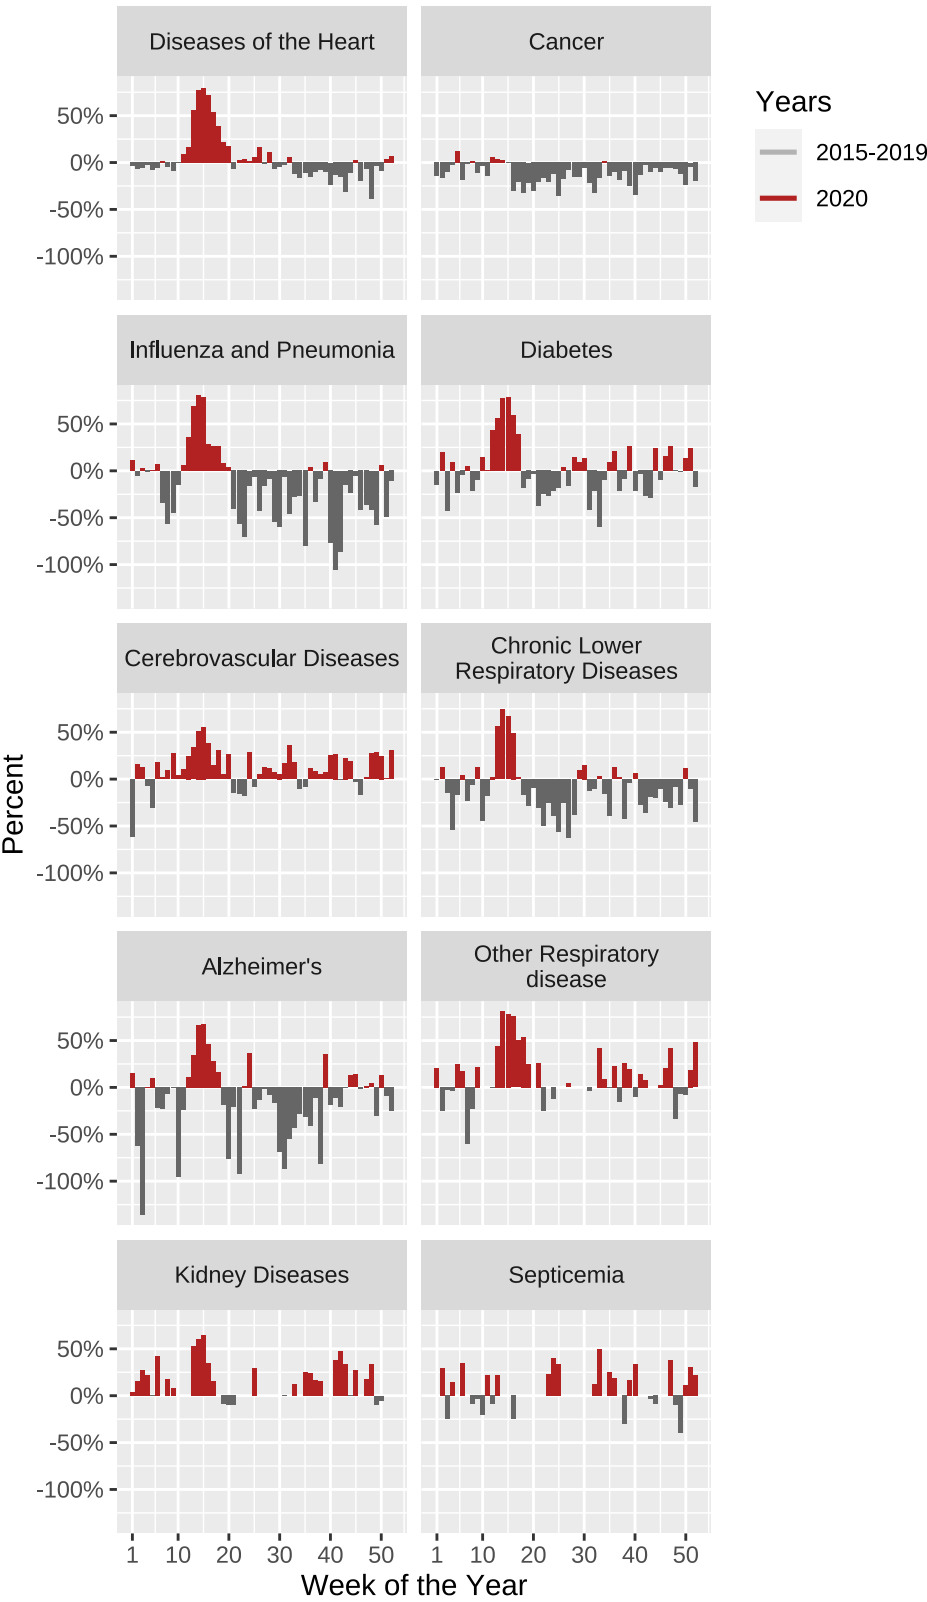 Diseases of the Heart
Cancer
50%
0%
-50%
-100%
Years
2015-2019
2020
Influenza and Pneumonia
Diabetes
50%
0%
-50%
-100%
Cerebrovascular Diseases
Chronic Lower
Respiratory Diseases
50%
0%
-50%
-100%
Percent
Alzheimer's
Other Respiratory
disease
50%
0%
-50%
-100%
Kidney Diseases
Septicemia
50%
0%
-50%
-100%
1 10 20 30 40 50
1 10 20 30 40 50
Week of the Year